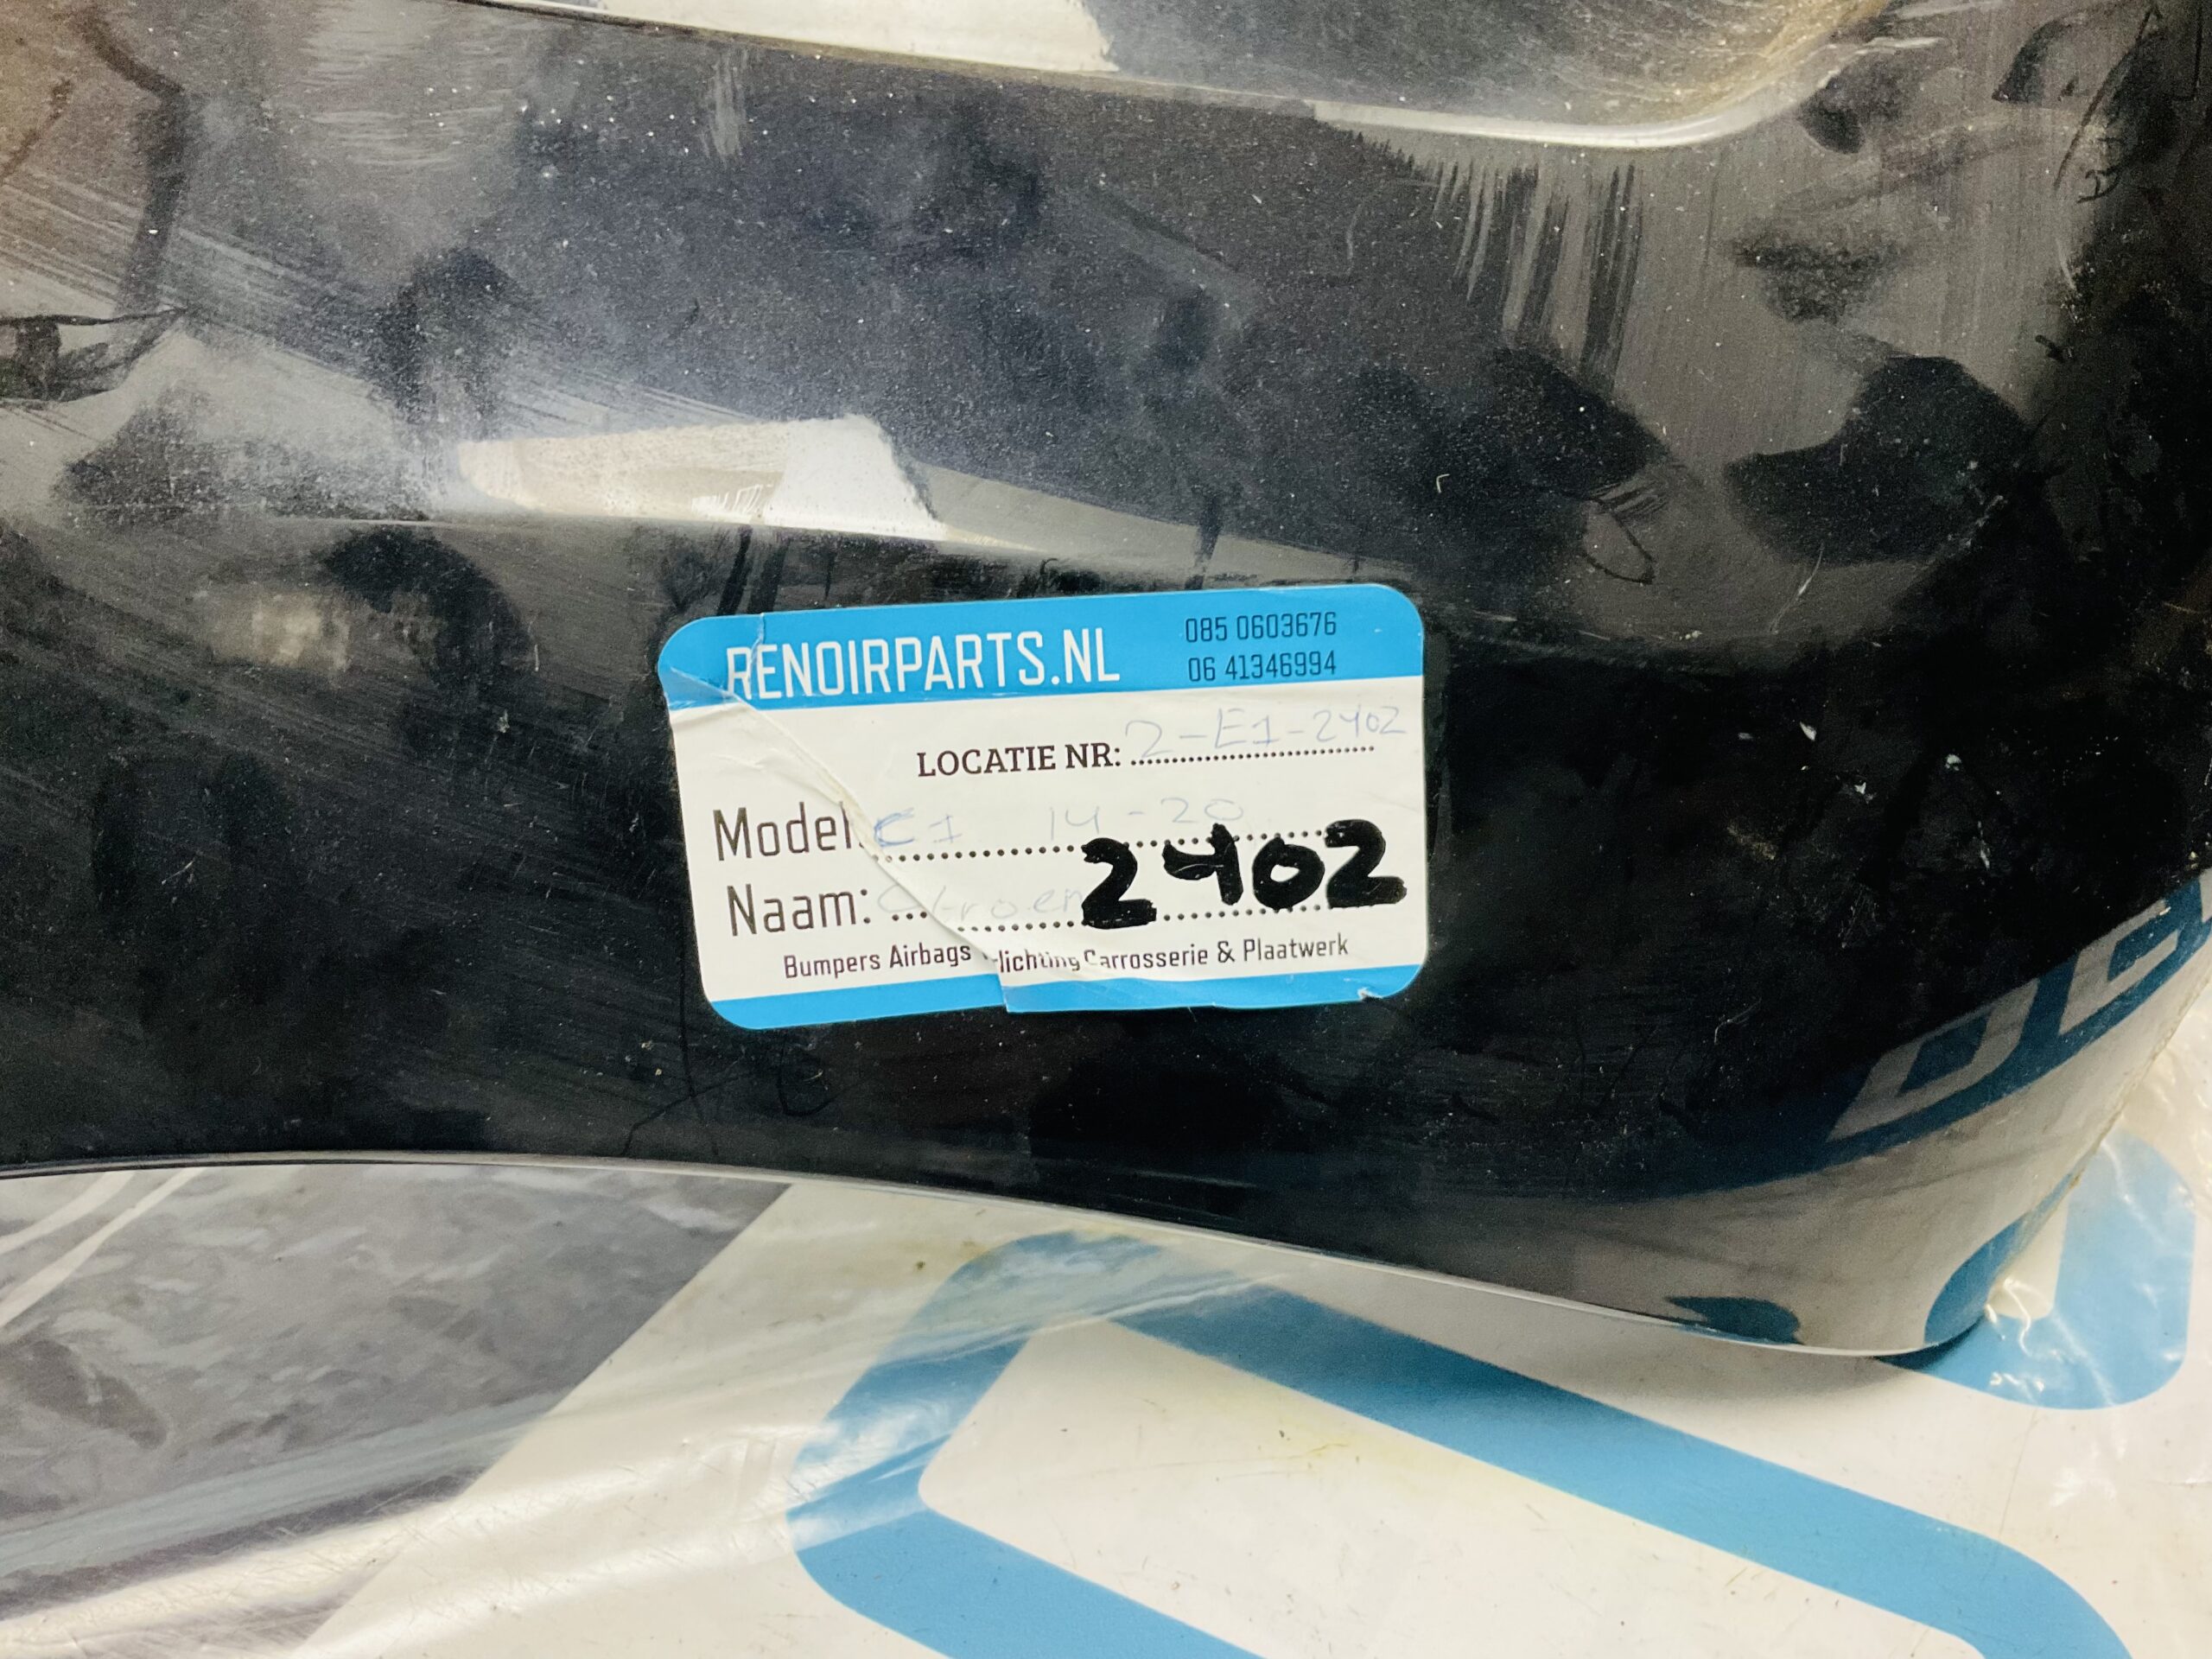 RENOIRPARTS.NL
085 0603676
06 41346994
LOCATIE NR: 2-E1-2402
Model: C1 14-20
Naam: Citroen 2402
Bumpers Airbags Carrosserie & Plaatwerk